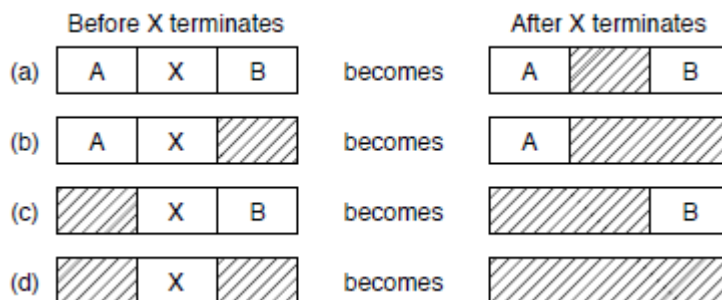 Before X terminates After X terminates
(a) A X B becomes A B
(b) A X becomes A
(c) X B becomes B
(d) X becomes